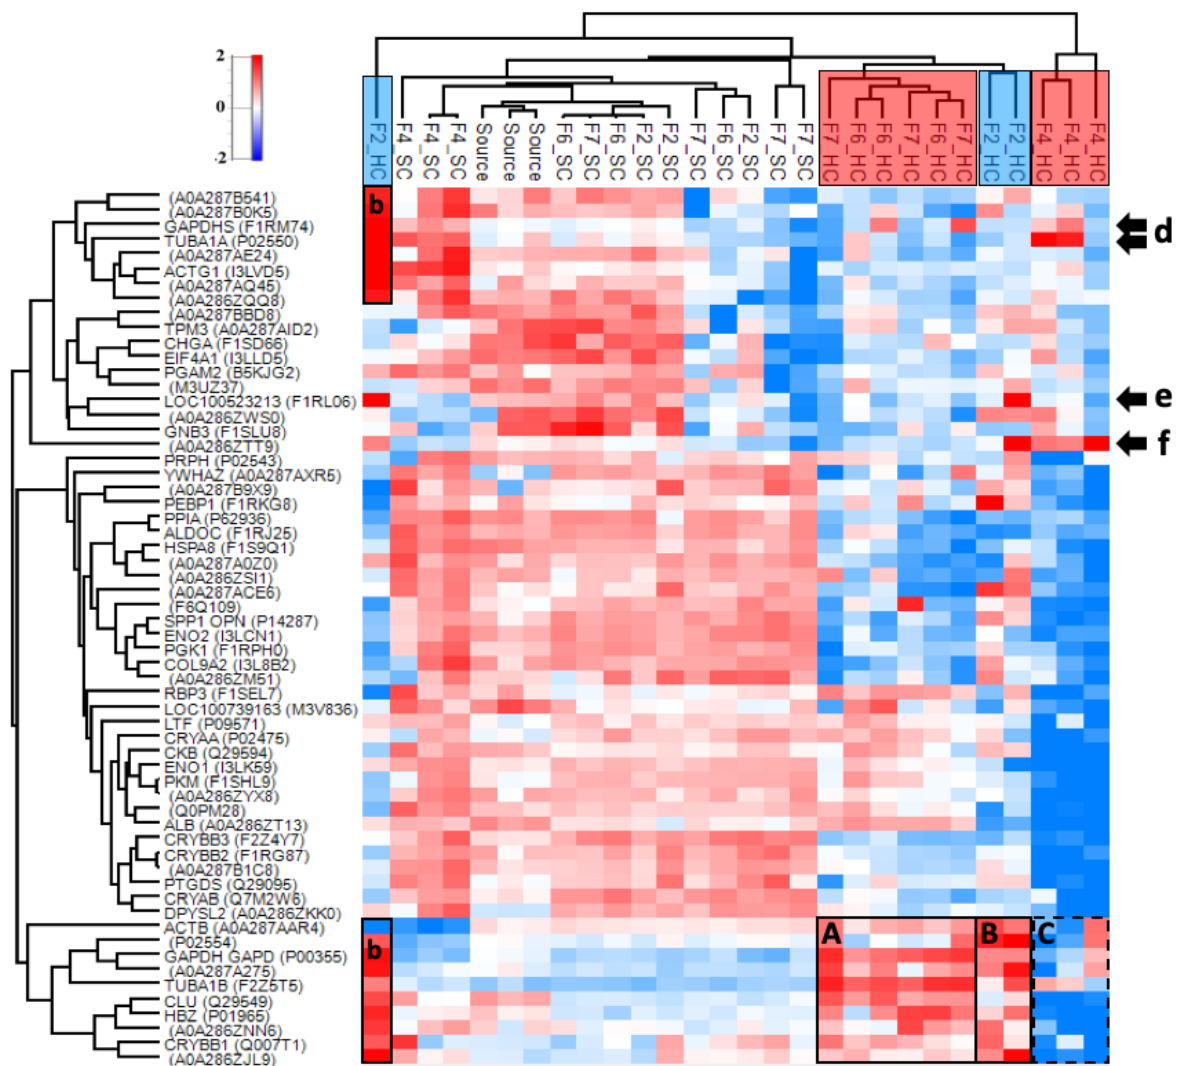 2
0
-2
F2_HC
F4_SC
F4_SC
F4_SC
Source
Source
Source
F6_SC
F7_SC
F6_SC
F2_SC
F2_SC
F7_SC
F6_SC
F2_SC
F7_SC
F7_SC
F7_HC
F6_HC
F6_HC
F7_HC
F6_HC
F7_HC
F2_HC
F2_HC
F4_HC
F4_HC
F4_HC
(A0A287B541)
(A0A287B0K5)
GAPDHS (F1RM74)
TUBA1A (P02550)
(A0A287AE24)
ACTG1 (I3LVD5)
(A0A287AQ45)
(A0A286ZQQ8)
(A0A287BBD8)
TPM3 (A0A287AID2)
CHGA (F1SD66)
EIF4A1 (I3LLD5)
PGAM2 (B5KJG2)
(M3UZ37)
LOC100523213 (F1RL06)
(A0A286ZWS0)
GNB3 (F1SLU8)
(A0A286ZTT9)
PRPH (P02543)
YWHAZ (A0A287AXR5)
(A0A287B9X9)
PEBP1 (F1RKG8)
PPIA (P62936)
ALDOC (F1RJ25)
HSPA8 (F1S9Q1)
(A0A287A0Z0)
(A0A286ZSI1)
(A0A287ACE6)
(F6Q109)
SPP1 OPN (P14287)
ENO2 (I3LCN1)
PGK1 (F1RPH0)
COL9A2 (I3L8B2)
(A0A286ZM51)
RBP3 (F1SEL7)
LOC100739163 (M3V836)
LTF (P09571)
CRYAA (P02475)
CKB (Q29594)
ENO1 (I3LK59)
PKM (F1SHL9)
(A0A286ZYX8)
(Q0PM28)
ALB (A0A286ZT13)
CRYBB3 (F2Z4Y7)
CRYBB2 (F1RG87)
(A0A287B1C8)
PTGDS (Q29095)
CRYAB (Q7M2W6)
DPYSL2 (A0A286ZKK0)
ACTB (A0A287AAR4)
(P02554)
GAPDH GAPD (P00355)
(A0A287A275)
TUBA1B (F2Z5T5)
CLU (Q29549)
HBZ (P01965)
(A0A286ZNN6)
CRYBB1 (Q007T1)
(A0A286ZJL9)
b
b
A
B
C
d
e
f